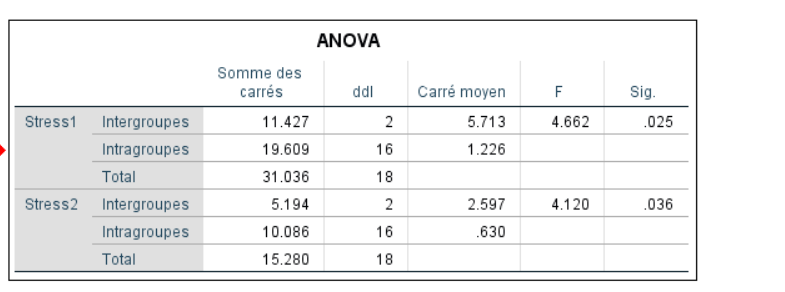 ANOVA
Somme des
carrés ddl Carré moyen F Sig.
Stress1 Intergroupes 11.427 2 5.713 4.662 .025
Intragroupes 19.609 16 1.226
Total 31.036 18
Stress2 Intergroupes 5.194 2 2.597 4.120 .036
Intragroupes 10.086 16 .630
Total 15.280 18